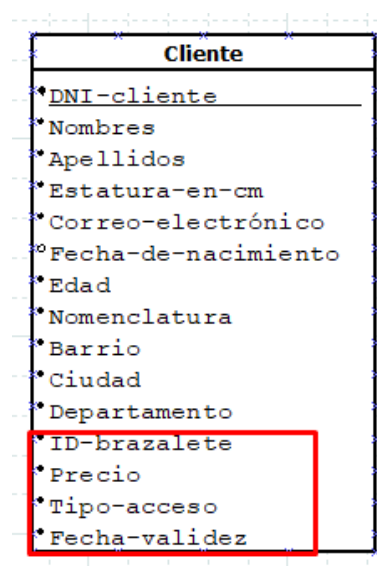 Cliente
DNI-cliente
Nombres
Apellidos
Estatura-en-cm
Correo-electrónico
Fecha-de-nacimiento
Edad
Nomenclatura
Barrio
Ciudad
Departamento
ID-brazalete
Precio
Tipo-acceso
Fecha-validez